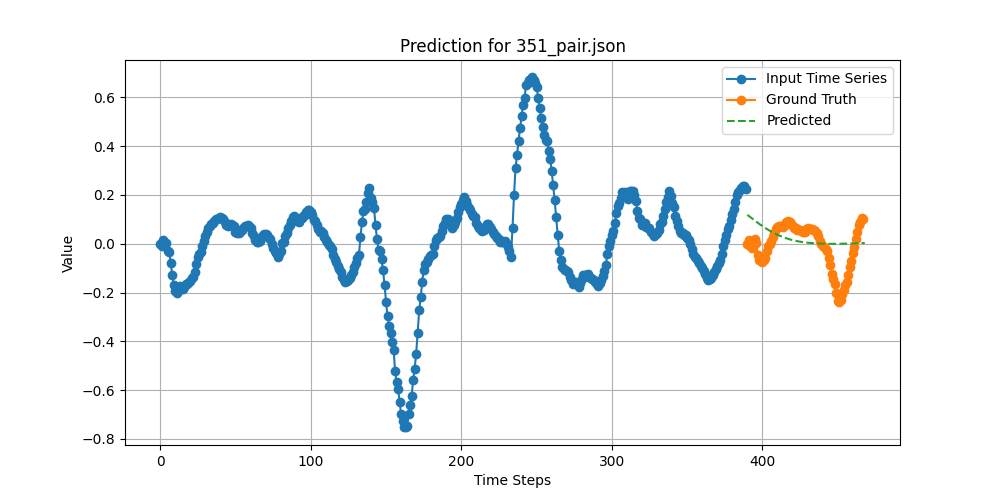 Prediction for 351_pair.json
Input Time Series
Ground Truth
Predicted
Value
0.6
0.4
0.2
0.0
−0.2
−0.4
−0.6
−0.8
0 100 200 300 400
Time Steps